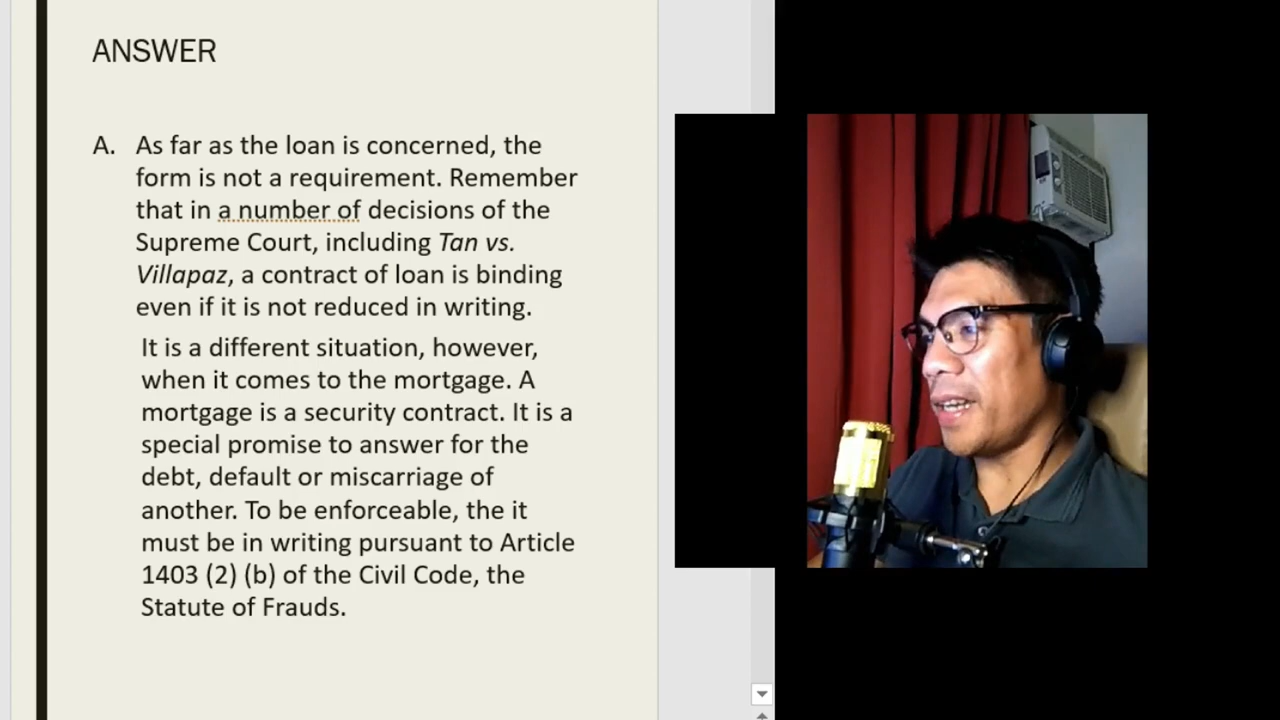 ANSWER
A. As far as the loan is concerned, the
form is not a requirement. Remember
that in a number of decisions of the
Supreme Court, including Tan vs.
Villapaz, a contract of loan is binding
even if it is not reduced in writing.
It is a different situation, however,
when it comes to the mortgage. A
mortgage is a security contract. It is a
special promise to answer for the
debt, default or miscarriage of
another. To be enforceable, the it
must be in writing pursuant to Article
1403 (2) (b) of the Civil Code, the
Statute of Frauds.